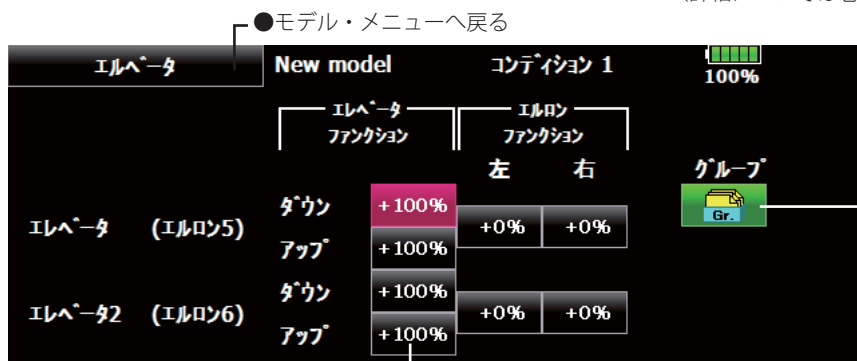 ●モデル・メニューへ戻る
エルベータ New model コンディション 1 100%
エレベータ エルロン
ファンクション ファンクション
左 右 グループ
ダウン +100%
エレベータ (エルロン5) +0% +0% Gr.
アップ +100%
ダウン +100%
エレベータ2 (エルロン6) +0% +0%
アップ +100%